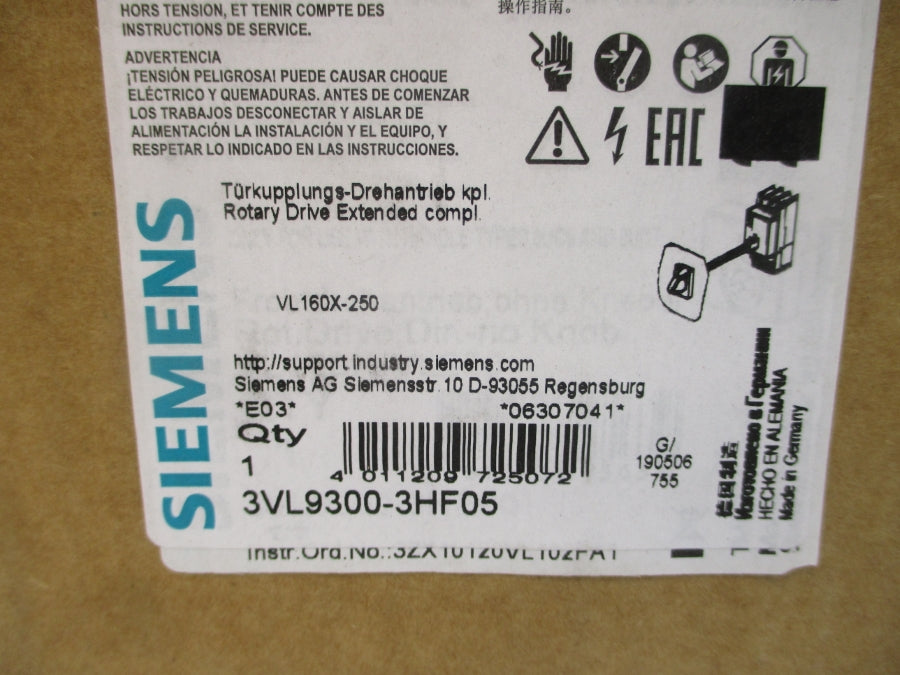 HORS TENSION, ET TENIR COMPTE DES
INSTRUCTIONS DE SERVICE.
操作指南。
ADVERTENCIA
¡TENSIÓN PELIGROSA! PUEDE CAUSAR CHOQUE
ELÉCTRICO Y QUEMADURAS. ANTES DE COMENZAR
LOS TRABAJOS DESCONECTAR Y AISLAR DE
ALIMENTACIÓN LA INSTALACIÓN Y EL EQUIPO, Y
RESPETAR LO INDICADO EN LAS INSTRUCCIONES.
EAC
SIEMENS
Türkupplungs-Drehantrieb kpl.
Rotary Drive Extended compl.
VL160X-250
http://support.industry.siemens.com
Siemens AG Siemensstr.10 D-93055 Regensburg
*E03* *06307041*
Qty
1
4 011209 725072
3VL9300-3HF05
G/
190506
755
德国制造
Изготовлено в Германии
HECHO EN ALEMANIA
Made in Germany
Instr.Ord.No.:3ZX10120VL102FA1